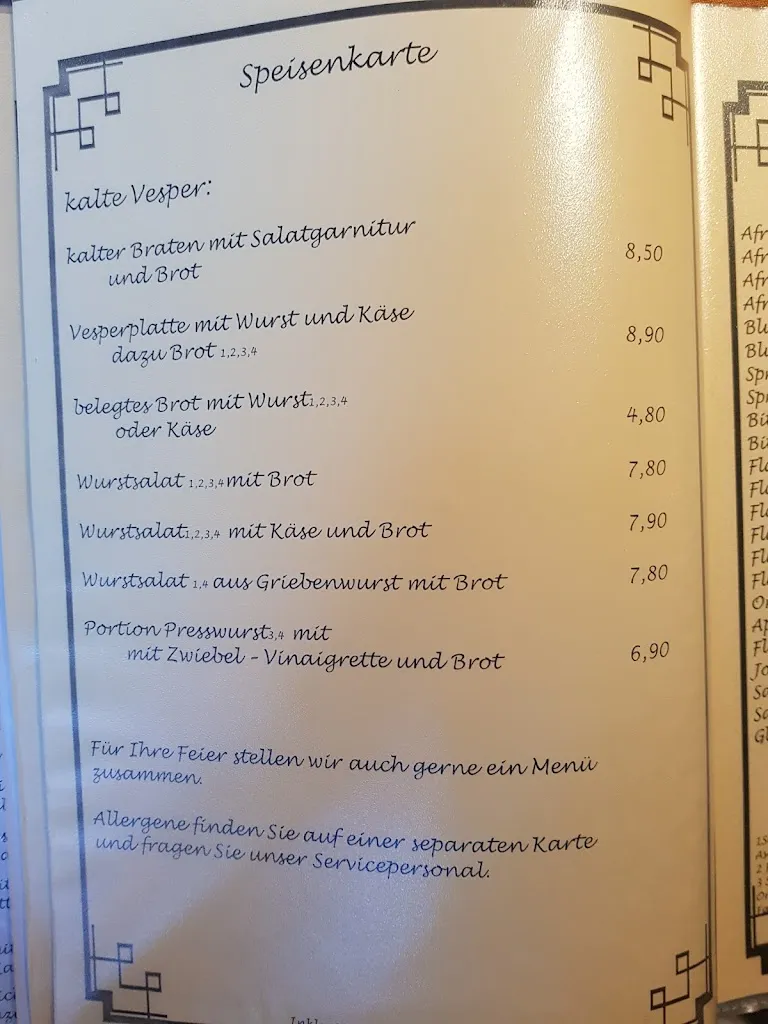 Speisenkarte
kalte Vesper:
kalter Braten mit Salatgarnitur
und Brot 8,50
Vesperplatte mit Wurst und Käse
dazu Brot 1,2,3,4 8,90
belegtes Brot mit Wurst1,2,3,4
oder Käse 4,80
Wurstsalat 1,2,3,4 mit Brot 7,80
Wurstsalat1,2,3,4 mit Käse und Brot 7,90
Wurstsalat 1,4 aus Griebenwurst mit Brot 7,80
Portion Presswurst3,4 mit
mit Zwiebel - Vinaigrette und Brot 6,90
Für Ihre Feier stellen wir auch gerne ein Menü
zusammen.
Allergene finden Sie auf einer separaten Karte
und fragen Sie unser Servicepersonal.